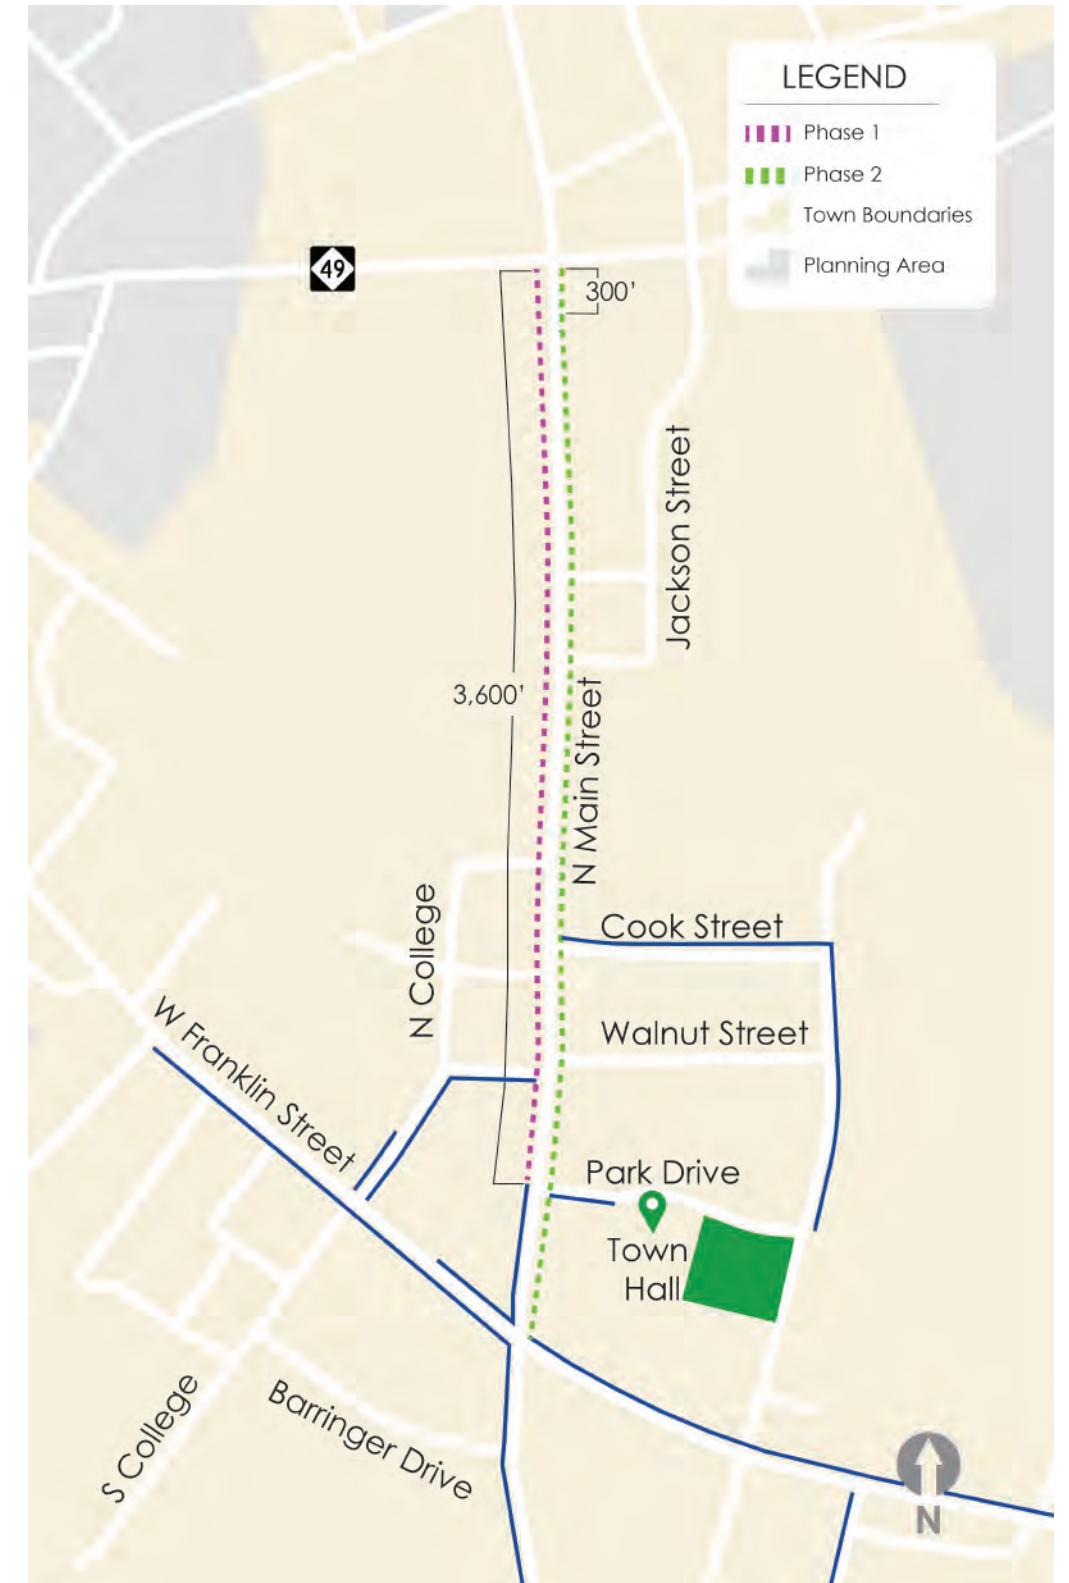 LEGEND
Phase 1
Phase 2
Town Boundaries
Planning Area
49
300’
Jackson Street
3,600’
N Main Street
N College
Cook Street
W Franklin Street
Walnut Street
Park Drive
Town
Hall
S College
Barringer Drive
N